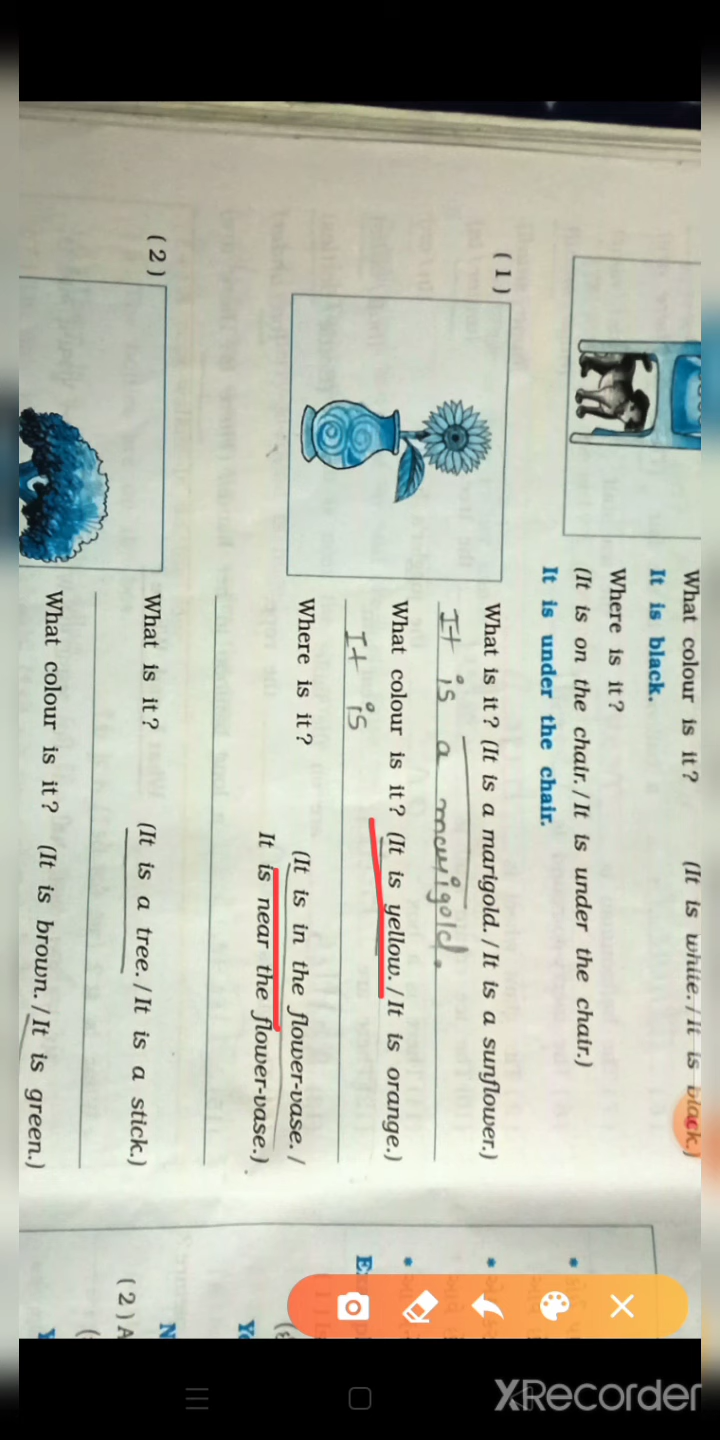 What colour is it? (It is white. / It is black.)
It is black.
Where is it?
(It is on the chair. / It is under the chair.)
It is under the chair.
(1)
What is it? (It is a marigold. / It is a sunflower.)
It is a marigold.
What colour is it? (It is yellow. / It is orange.)
It is
Where is it? (It is in the flower-vase. /
It is near the flower-vase.)
(2)
What is it? (It is a tree. / It is a stick.)
What colour is it? (It is brown. / It is green.)
(2) A
XRecorder